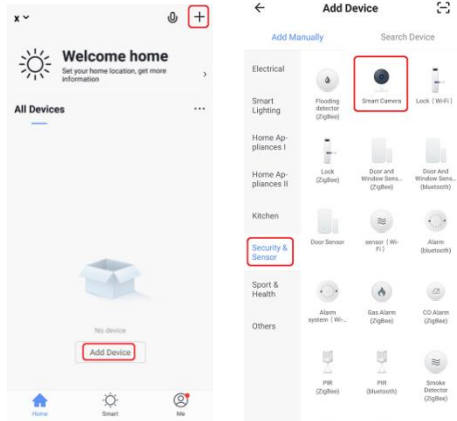 x
Welcome home
Set your home location, get more
information
All Devices
...
No device
Add Device
Home
Smart
Me
Add Device
Add Manually
Search Device
Electrical
Smart
Lighting
Home Ap-
pliances I
Home Ap-
pliances II
Kitchen
Security &
Sensor
Sport &
Health
Others
Flooding
detector
(ZigBee)
Smart Camera
Lock (Wi-Fi)
Lock
(ZigBee)
Door and
Window Sens...
(ZigBee)
Door And
Window Sens...
(bluetooth)
Door Sensor
sensor (Wi-
Fi)
Alarm
(bluetooth)
Alarm
system (Wi-...
Gas Alarm
(ZigBee)
CO Alarm
(ZigBee)
PIR
(ZigBee)
PIR
(bluetooth)
Smoke
Detector
(ZigBee)